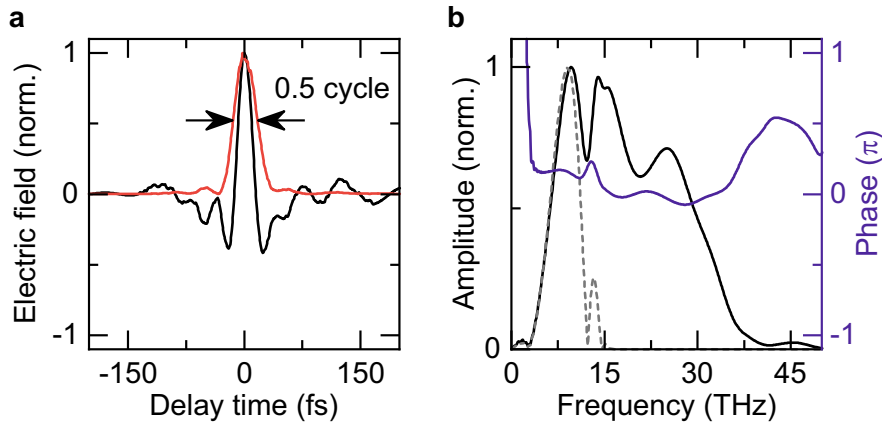 a
Electric field (norm.)
1
0
-1
0.5 cycle
-150
0
150
Delay time (fs)
b
Amplitude (norm.)
1
0
0
15
30
45
Frequency (THz)
1
0
-1
Phase (π)